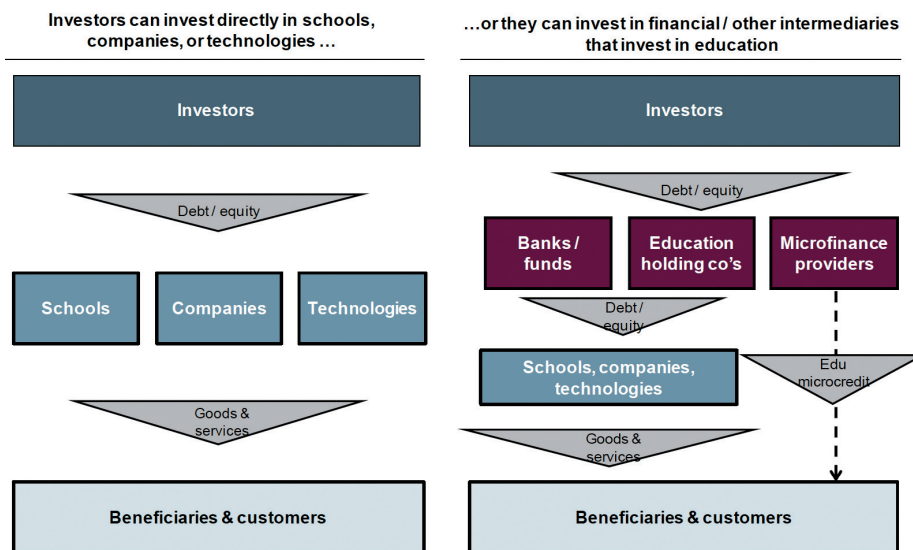 Investors can invest directly in schools,
companies, or technologies …
Investors
Debt / equity
Schools
Companies
Technologies
Goods &
services
Beneficiaries & customers
…or they can invest in financial / other intermediaries
that invest in education
Investors
Debt / equity
Banks /
funds
Education
holding co’s
Microfinance
providers
Debt /
equity
Schools, companies,
technologies
Edu
microcredit
Goods &
services
Beneficiaries & customers